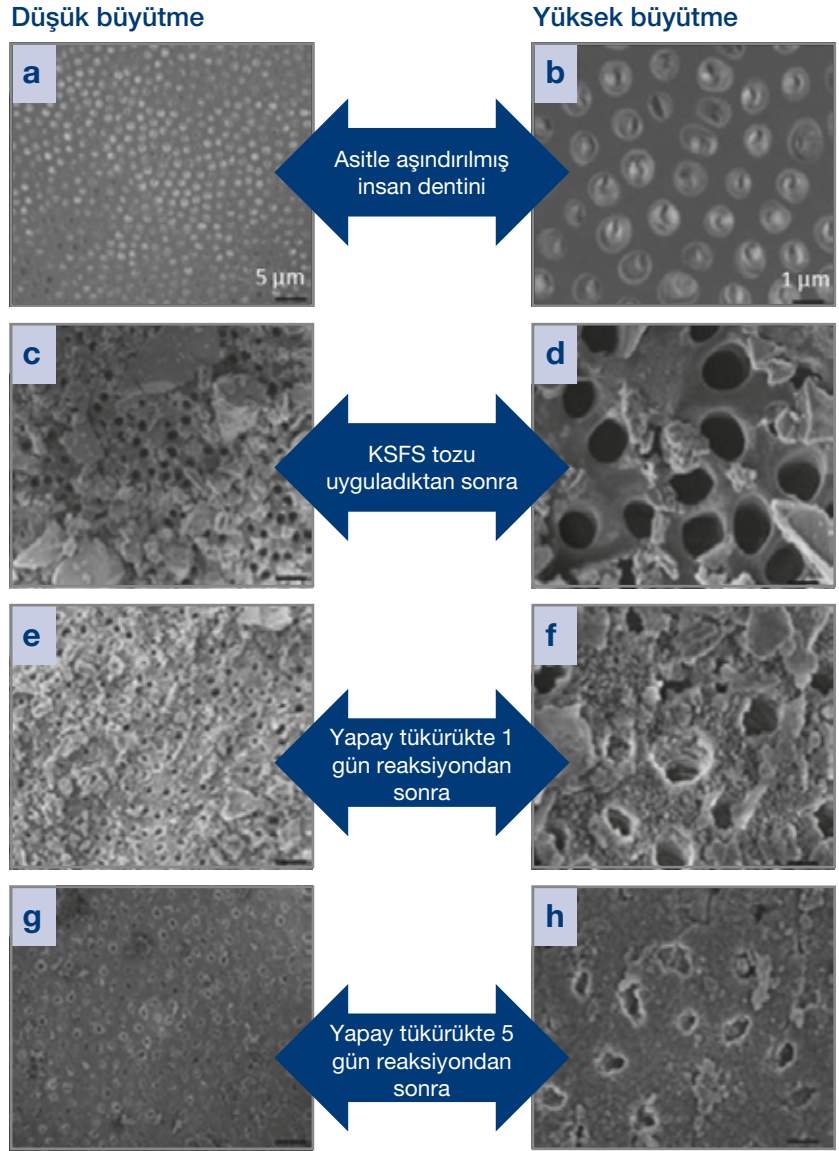 Düşük büyütme
Yüksek büyütme
a
b
Asitle aşındırılmış
insan dentini
5 µm
1 µm
c
d
KSFS tozu
uyguladıktan sonra
e
f
Yapay tükürükte 1
gün reaksiyondan
sonra
g
h
Yapay tükürükte 5
gün reaksiyondan
sonra